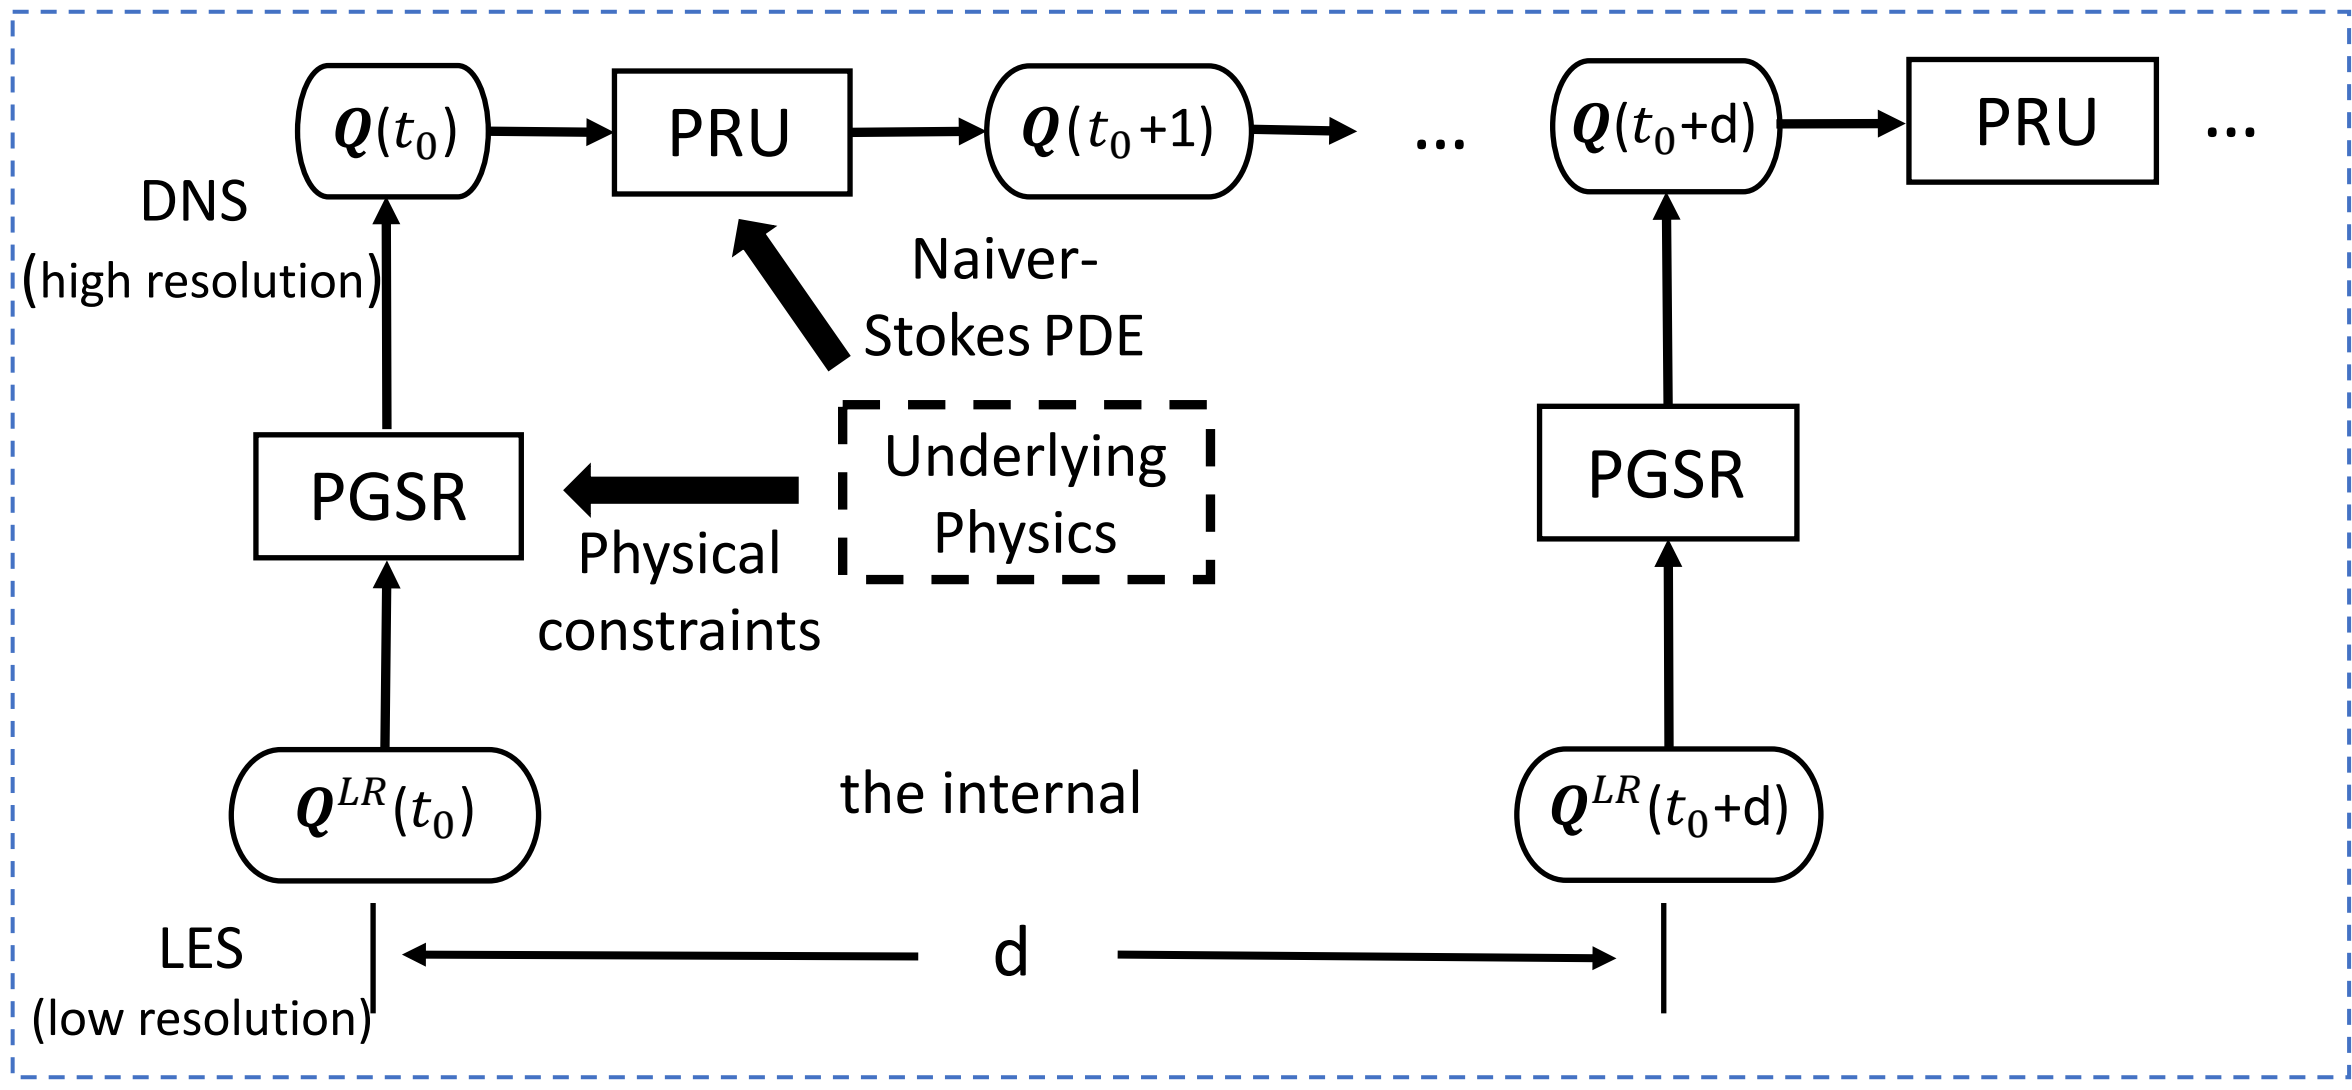 Q(t₀)
PRU
Q(t₀+1)
...
Q(t₀+d)
PRU
...
DNS
(high resolution)
Naiver-
Stokes PDE
PGSR
Physical
constraints
Underlying
Physics
PGSR
Q^{LR}(t₀)
the internal
Q^{LR}(t₀+d)
LES
(low resolution)
d